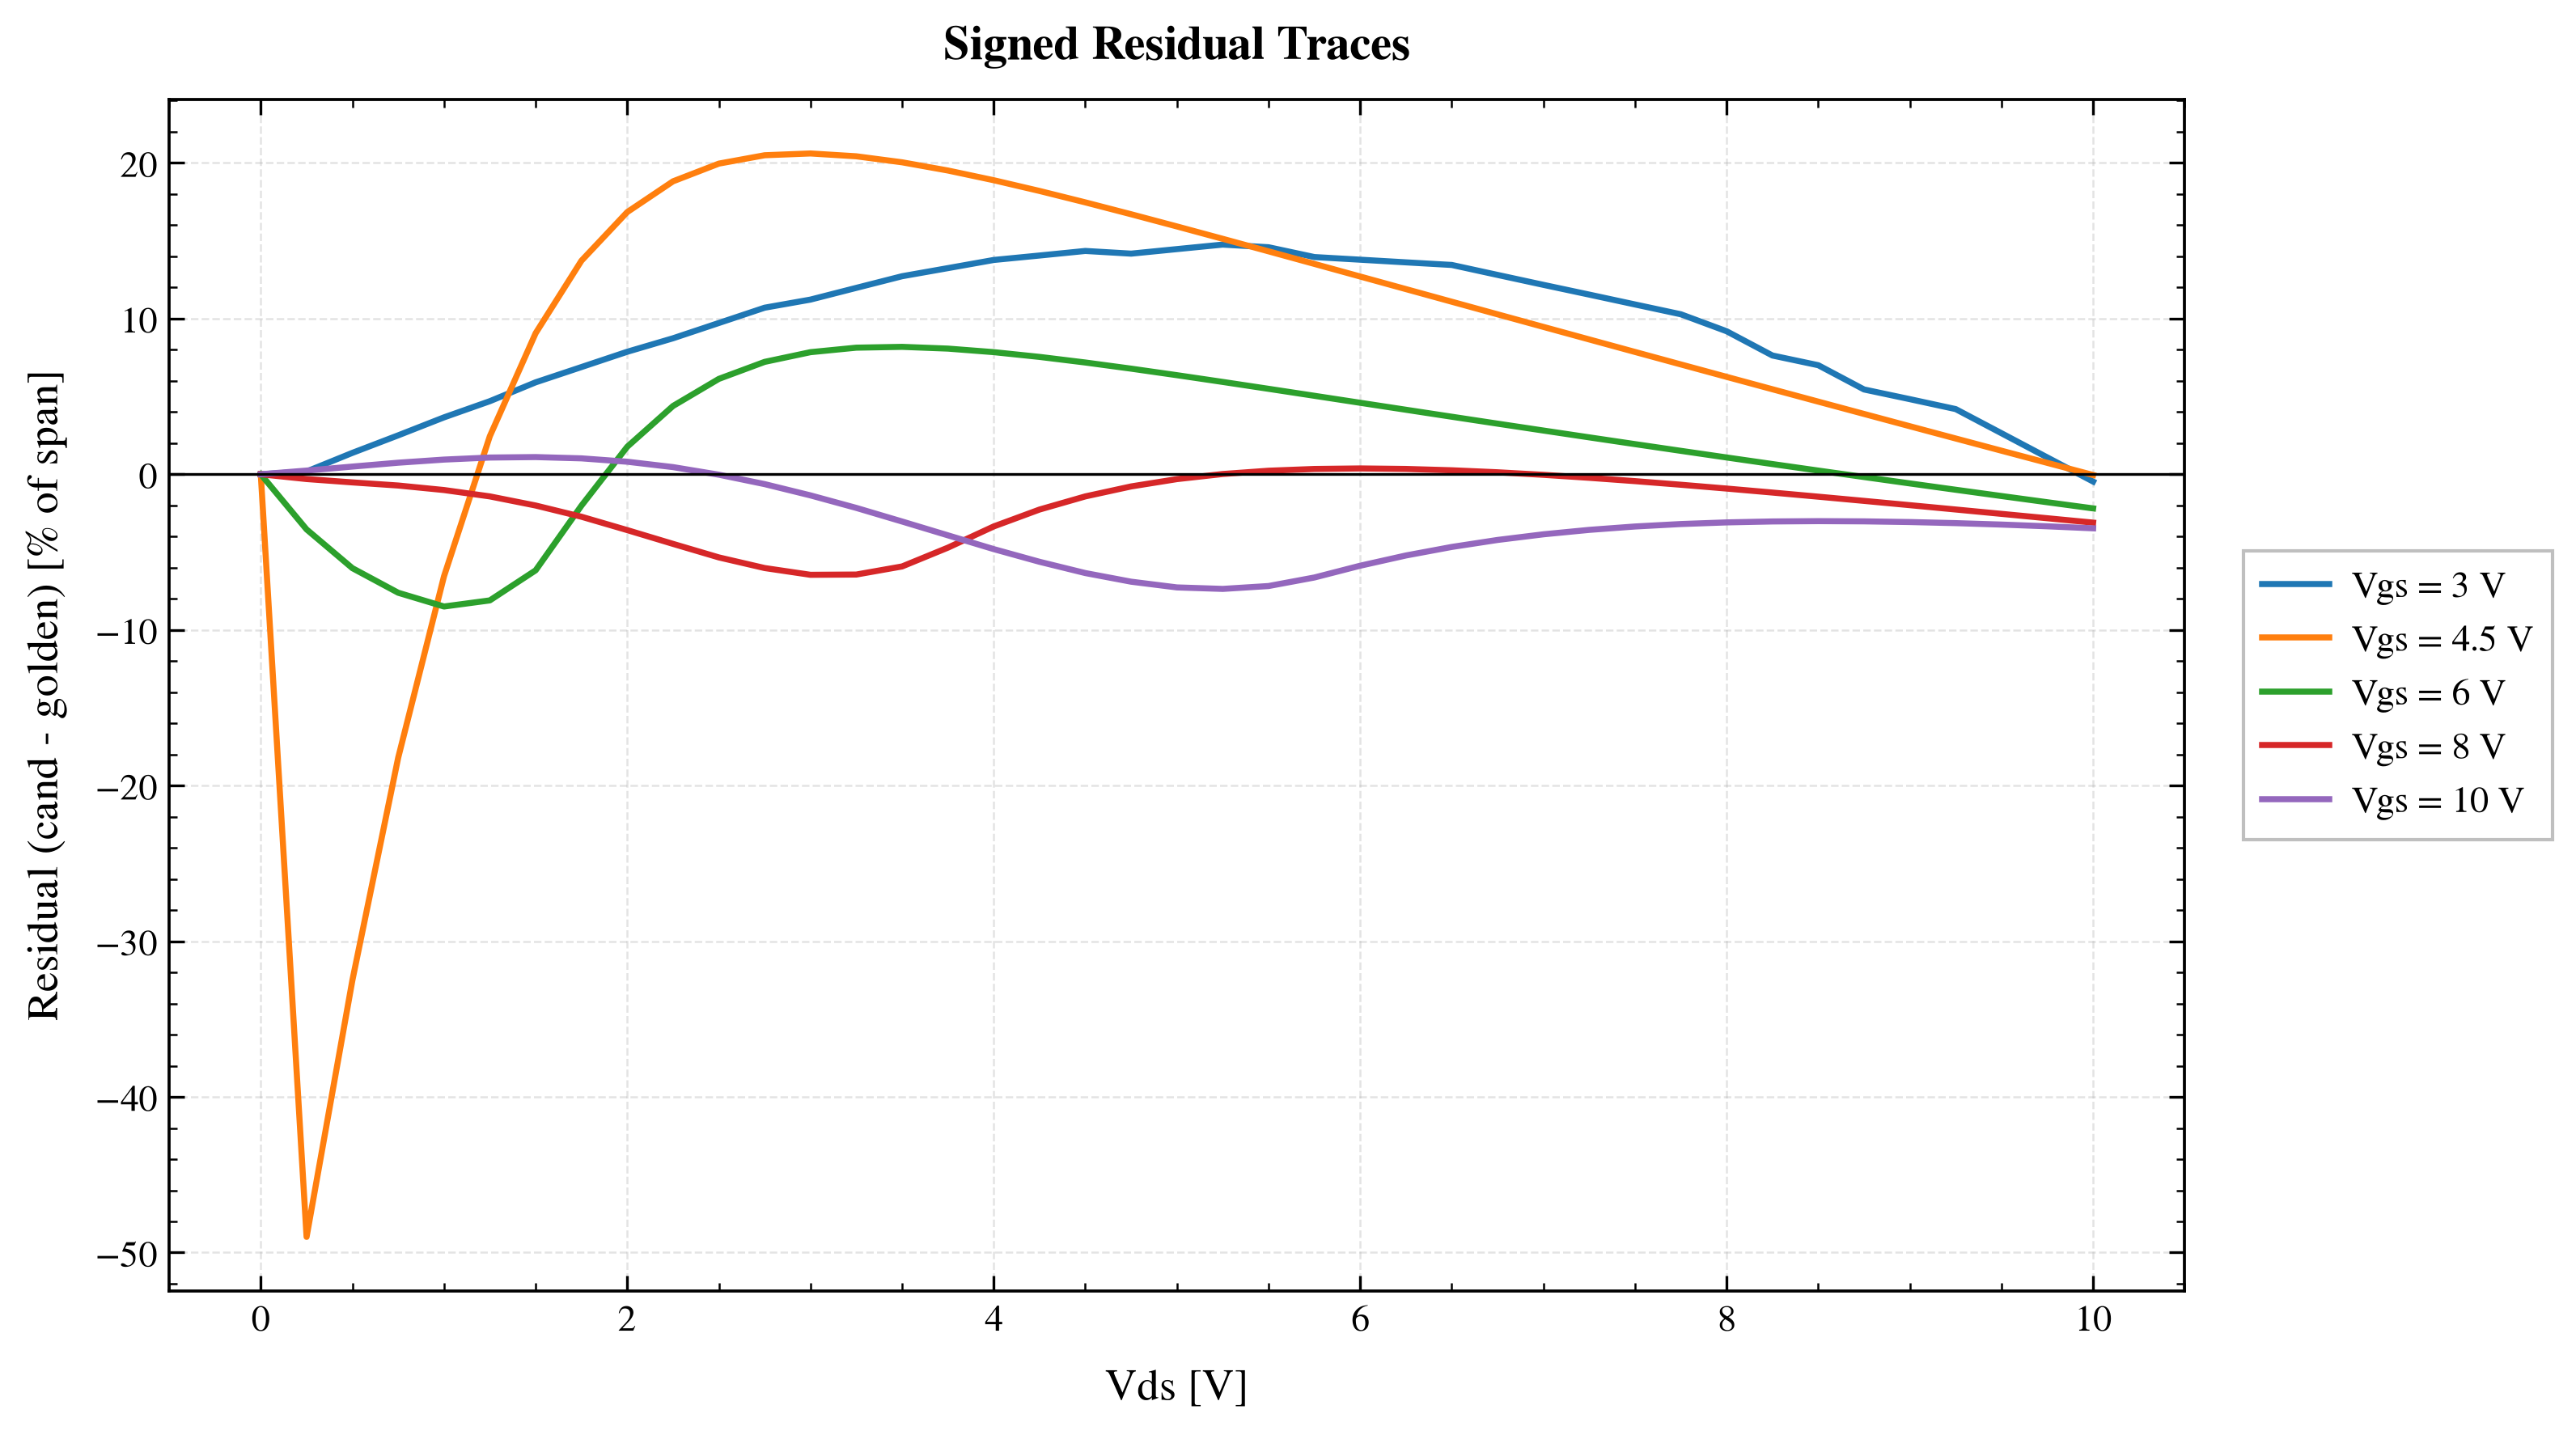 Signed Residual Traces
Residual (cand - golden) [% of span]
20
10
0
−10
−20
−30
−40
−50
0
2
4
6
8
10
Vds [V]
Vgs = 3 V
Vgs = 4.5 V
Vgs = 6 V
Vgs = 8 V
Vgs = 10 V